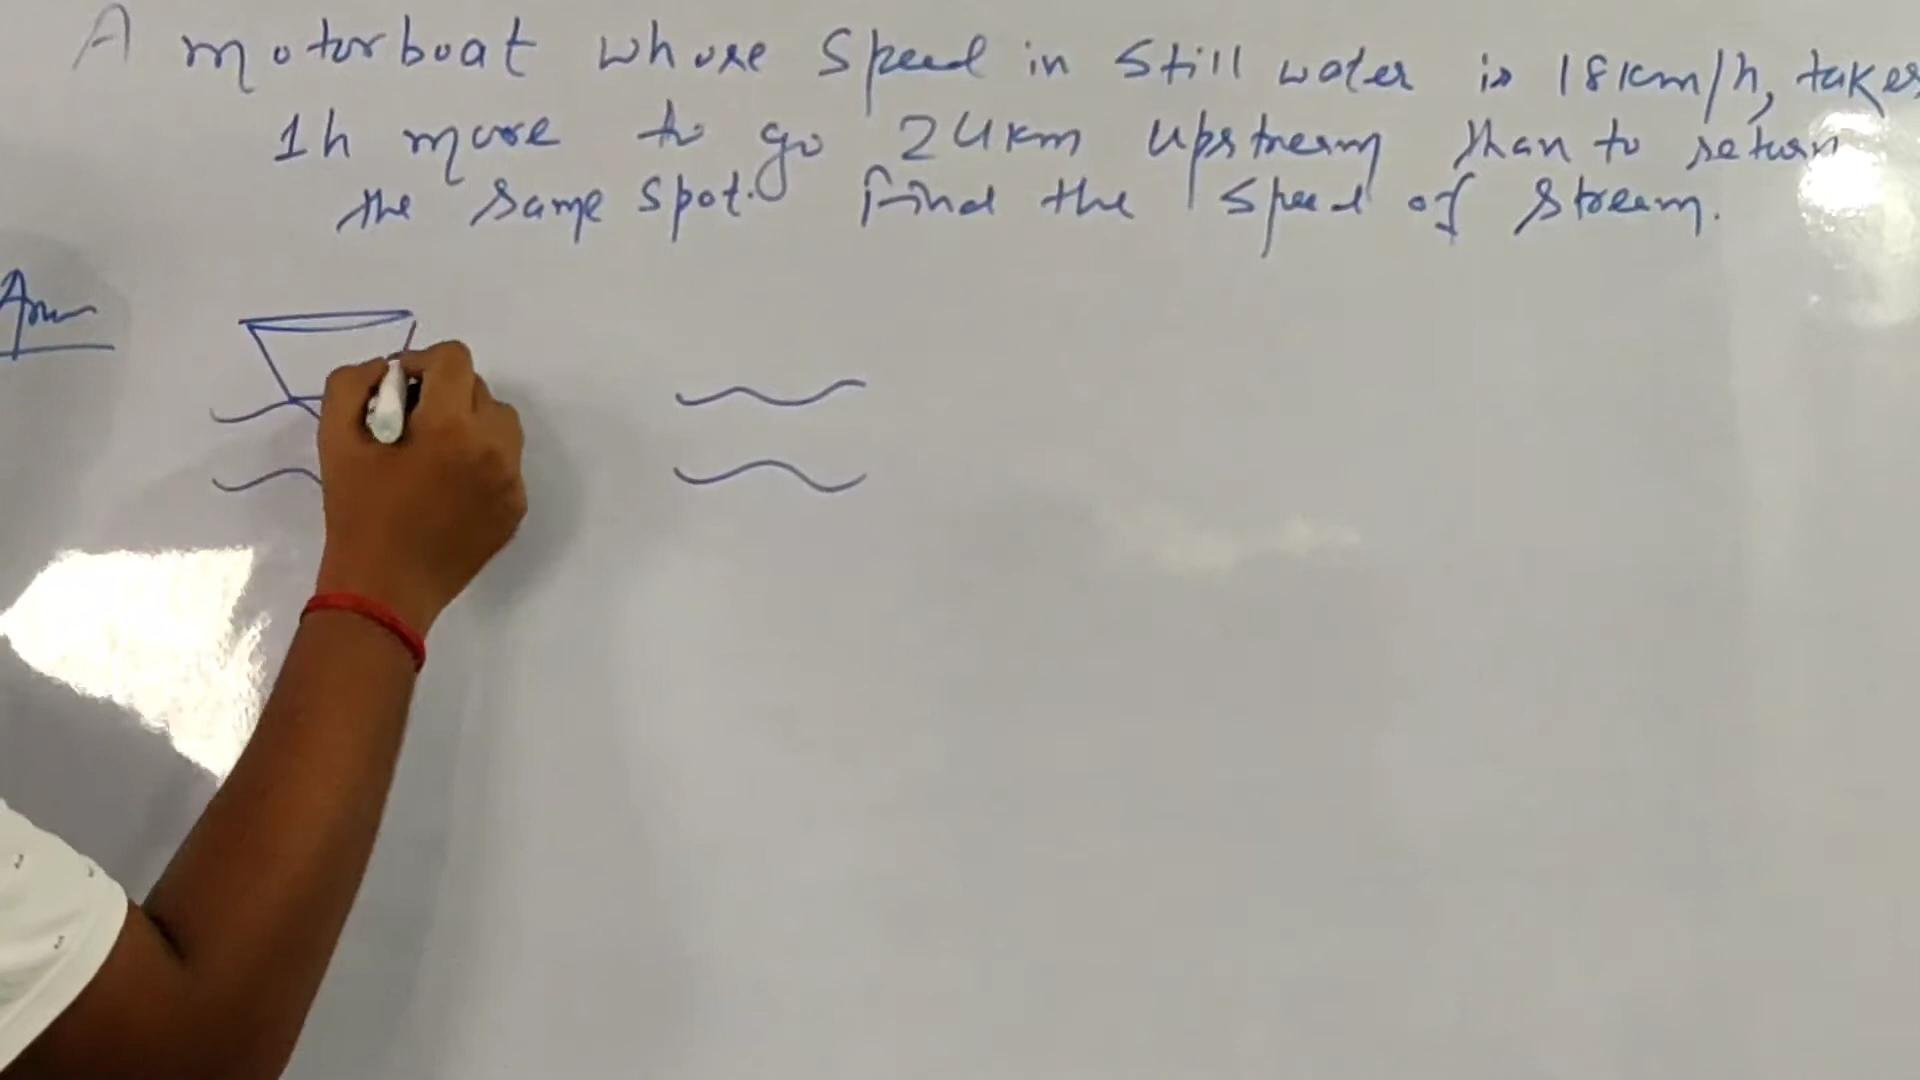 A motorboat whose speed in still water is 18km/h, takes
1h more to go 24km upstream than to return
the same spot. Find the speed of stream.
Ans